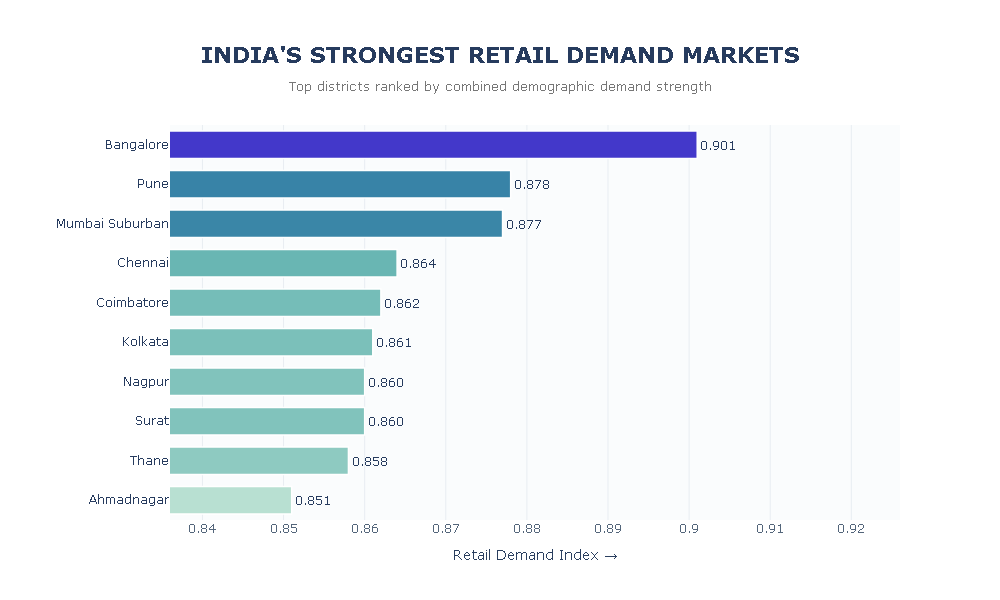 INDIA'S STRONGEST RETAIL DEMAND MARKETS
Top districts ranked by combined demographic demand strength
Bangalore 0.901
Pune 0.878
Mumbai Suburban 0.877
Chennai 0.864
Coimbatore 0.862
Kolkata 0.861
Nagpur 0.860
Surat 0.860
Thane 0.858
Ahmadnagar 0.851
0.84 0.85 0.86 0.87 0.88 0.89 0.9 0.91 0.92
Retail Demand Index →